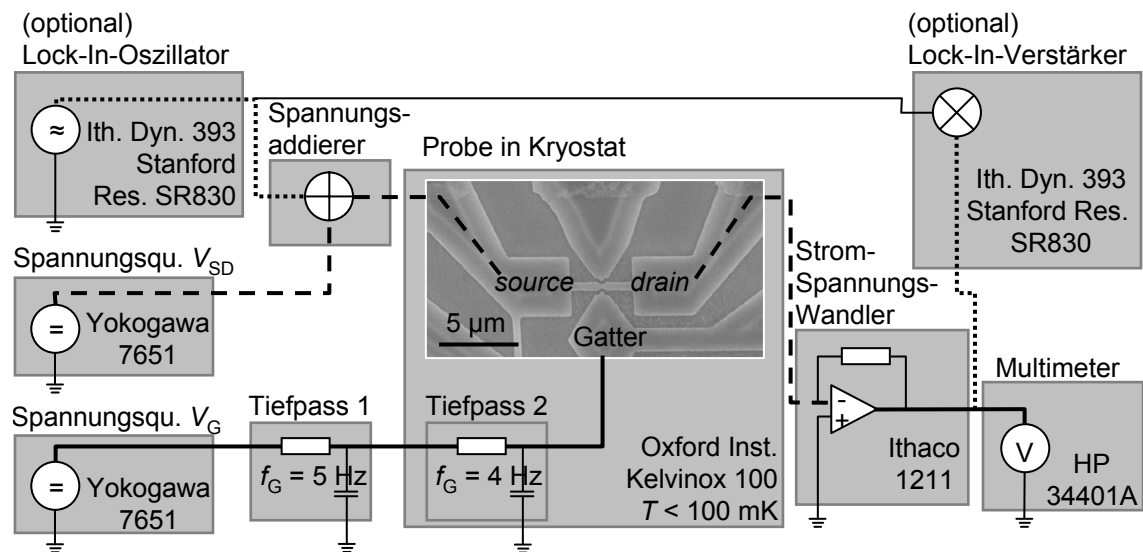 (optional)
Lock-In-Oszillator
≈
Ith. Dyn. 393
Stanford
Res. SR830
Spannungs-
addierer
Probe in Kryostat
(optional)
Lock-In-Verstärker
Ith. Dyn. 393
Stanford Res.
SR830
Spannungsqu. V_SD
=
Yokogawa
7651
source
drain
5 µm
Gatter
Strom-
Spannungs-
Wandler
-
+
Ithaco
1211
Multimeter
V
HP
34401A
Spannungsqu. V_G
=
Yokogawa
7651
Tiefpass 1
f_G = 5 Hz
Tiefpass 2
f_G = 4 Hz
Oxford Inst.
Kelvinox 100
T < 100 mK